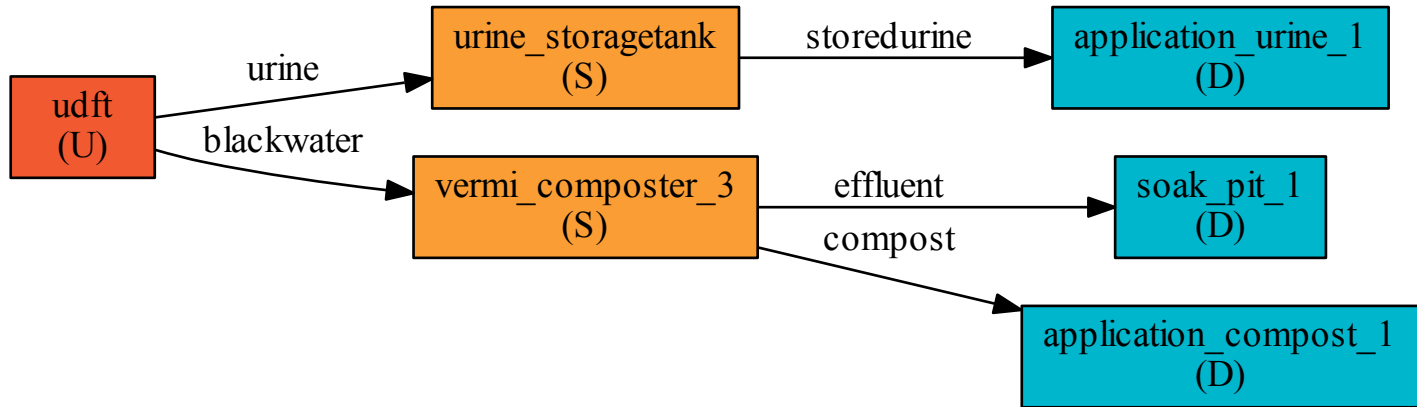 udft
(U)
urine
blackwater
urine_storagetank
(S)
vermi_composter_3
(S)
storedurine
effluent
compost
application_urine_1
(D)
soak_pit_1
(D)
application_compost_1
(D)